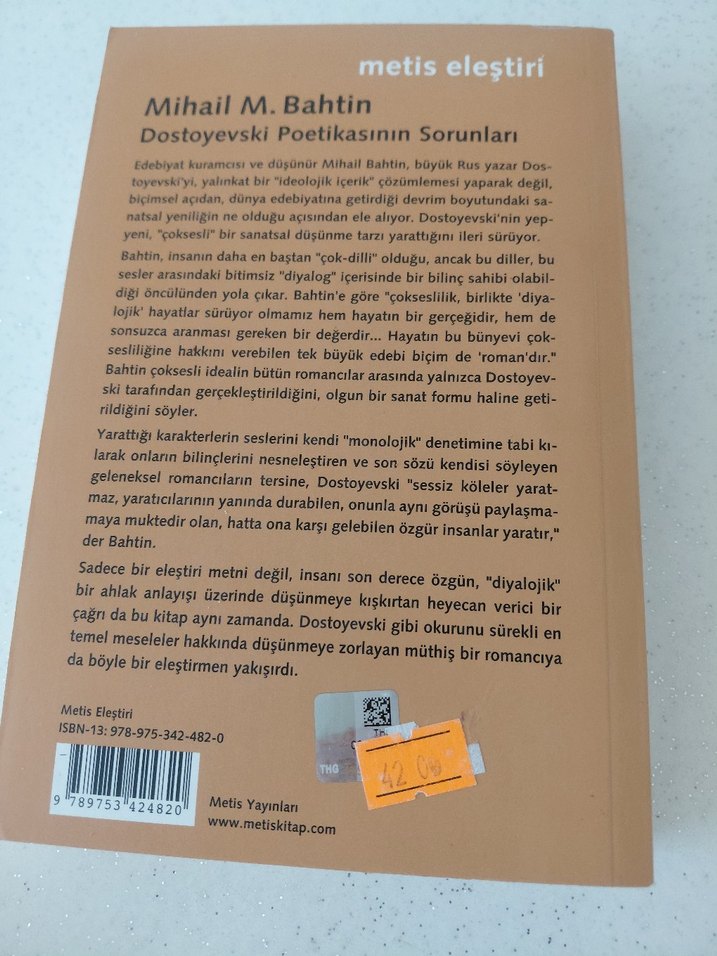 metis eleştiri
Mihail M. Bahtin
Dostoyevski Poetikasının Sorunları
Edebiyat kuramcısı ve düşünür Mihail Bahtin, büyük Rus yazar Dos-
toyevski'yi, yalınkat bir "ideolojik içerik" çözümlemesi yaparak değil,
biçimsel açıdan, dünya edebiyatına getirdiği devrim boyutundaki sa-
natsal yeniliğin ne olduğu açısından ele alıyor. Dostoyevski'nin yep-
yeni, "çoksesli" bir sanatsal düşünme tarzı yarattığını ileri sürüyor.
Bahtin, insanın daha en baştan "çok-dilli" olduğu, ancak bu diller, bu
sesler arasındaki bitimsiz "diyalog" içerisinde bir bilinç sahibi olabil-
diği öncülünden yola çıkar. Bahtin'e göre "çokseslilik, birlikte 'diya-
lojik' hayatlar sürüyor olmamız hem hayatın bir gerçeğidir, hem de
sonsuzca aranması gereken bir değerdir... Hayatın bu bünyevi çok-
sesliliğine hakkını verebilen tek büyük edebi biçim de 'roman'dır."
Bahtin çoksesli idealin bütün romancılar arasında yalnızca Dostoyev-
ski tarafından gerçekleştirildiğini, olgun bir sanat formu haline geti-
rildiğini söyler.
Yarattığı karakterlerin seslerini kendi "monolojik" denetimine tabi kı-
larak onların bilinçlerini nesneleştiren ve son sözü kendisi söyleyen
geleneksel romancıların tersine, Dostoyevski "sessiz köleler yarat-
maz, yaratıcılarının yanında durabilen, onunla aynı görüşü paylaşma-
maya muktedir olan, hatta ona karşı gelebilen özgür insanlar yaratır,"
der Bahtin.
Sadece bir eleştiri metni değil, insanı son derece özgün, "diyalojik"
bir ahlak anlayışı üzerinde düşünmeye kışkırtan heyecan verici bir
çağrı da bu kitap aynı zamanda. Dostoyevski gibi okurunu sürekli en
temel meseleler hakkında düşünmeye zorlayan müthiş bir romancıya
da böyle bir eleştirmen yakışırdı.
Metis Eleştiri
ISBN-13: 978-975-342-482-0
THG
42 00
9 789753 424820
Metis Yayınları
www.metiskitap.com